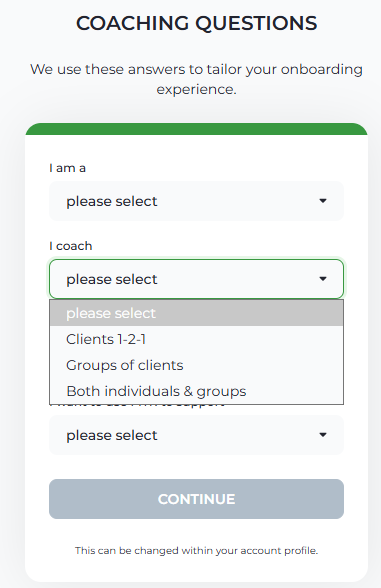 COACHING QUESTIONS
We use these answers to tailor your onboarding
experience.
I am a
please select
I coach
please select
please select
Clients 1-2-1
Groups of clients
Both individuals & groups
please select
CONTINUE
This can be changed within your account profile.